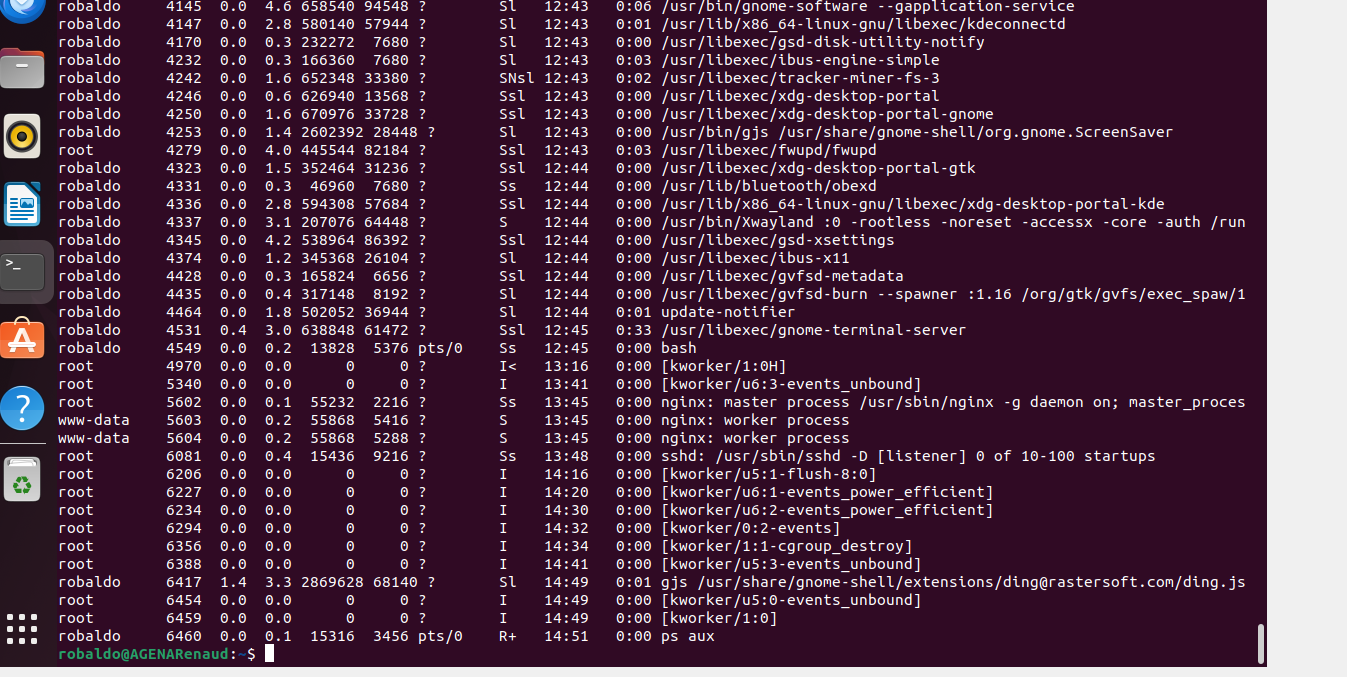 robaldo     4145  0.0  4.6 658540 94548 ?        Sl   12:43   0:06 /usr/bin/gnome-software --gapplication-service
robaldo     4147  0.0  2.8 580140 57944 ?        Sl   12:43   0:01 /usr/lib/x86_64-linux-gnu/libexec/kdeconnectd
robaldo     4170  0.0  0.3 232272  7680 ?        Sl   12:43   0:00 /usr/libexec/gsd-disk-utility-notify
robaldo     4232  0.0  0.3 166360  7680 ?        Sl   12:43   0:03 /usr/libexec/ibus-engine-simple
robaldo     4242  0.0  1.6 652348 33380 ?        SNsl 12:43   0:02 /usr/libexec/tracker-miner-fs-3
robaldo     4246  0.0  0.6 626940 13568 ?        Ssl  12:43   0:00 /usr/libexec/xdg-desktop-portal
robaldo     4250  0.0  1.6 670976 33728 ?        Ssl  12:43   0:00 /usr/libexec/xdg-desktop-portal-gnome
robaldo     4253  0.0  1.4 2602392 28448 ?       Sl   12:43   0:00 /usr/bin/gjs /usr/share/gnome-shell/org.gnome.ScreenSaver
root        4279  0.0  4.0 445544 82184 ?        Ssl  12:43   0:03 /usr/libexec/fwupd/fwupd
robaldo     4323  0.0  1.5 352464 31236 ?        Ssl  12:44   0:00 /usr/libexec/xdg-desktop-portal-gtk
robaldo     4331  0.0  0.3  46960  7680 ?        Ss   12:44   0:00 /usr/lib/bluetooth/obexd
robaldo     4336  0.0  2.8 594308 57684 ?        Ssl  12:44   0:00 /usr/lib/x86_64-linux-gnu/libexec/xdg-desktop-portal-kde
robaldo     4337  0.0  3.1 207076 64448 ?        S    12:44   0:00 /usr/bin/Xwayland :0 -rootless -noreset -accessx -core -auth /run
robaldo     4345  0.0  4.2 538964 86392 ?        Ssl  12:44   0:00 /usr/libexec/gsd-xsettings
robaldo     4374  0.0  1.2 345368 26104 ?        Sl   12:44   0:00 /usr/libexec/ibus-x11
robaldo     4428  0.0  0.3 165824  6656 ?        Ssl  12:44   0:00 /usr/libexec/gvfsd-metadata
robaldo     4435  0.0  0.4 317148  8192 ?        Sl   12:44   0:00 /usr/libexec/gvfsd-burn --spawner :1.16 /org/gtk/gvfs/exec_spaw/1
robaldo     4464  0.0  1.8 502052 36944 ?        Sl   12:44   0:01 update-notifier
robaldo     4531  0.4  3.0 638848 61472 ?        Ssl  12:45   0:33 /usr/libexec/gnome-terminal-server
robaldo     4549  0.0  0.2  13828  5376 pts/0    Ss   12:45   0:00 bash
root        4970  0.0  0.0      0     0 ?        I<   13:16   0:00 [kworker/1:0H]
root        5340  0.0  0.0      0     0 ?        I    13:41   0:00 [kworker/u6:3-events_unbound]
root        5602  0.0  0.1  55232  2216 ?        Ss   13:45   0:00 nginx: master process /usr/sbin/nginx -g daemon on; master_proces
www-data    5603  0.0  0.2  55868  5416 ?        S    13:45   0:00 nginx: worker process
www-data    5604  0.0  0.2  55868  5288 ?        S    13:45   0:00 nginx: worker process
root        6081  0.0  0.4  15436  9216 ?        Ss   13:48   0:00 sshd: /usr/sbin/sshd -D [listener] 0 of 10-100 startups
root        6206  0.0  0.0      0     0 ?        I    14:16   0:00 [kworker/u5:1-flush-8:0]
root        6227  0.0  0.0      0     0 ?        I    14:20   0:00 [kworker/u6:1-events_power_efficient]
root        6234  0.0  0.0      0     0 ?        I    14:30   0:00 [kworker/u6:2-events_power_efficient]
root        6294  0.0  0.0      0     0 ?        I    14:32   0:00 [kworker/0:2-events]
root        6356  0.0  0.0      0     0 ?        I    14:34   0:00 [kworker/1:1-cgroup_destroy]
root        6388  0.0  0.0      0     0 ?        I    14:41   0:00 [kworker/u5:3-events_unbound]
robaldo     6417  1.4  3.3 2869628 68140 ?       Sl   14:49   0:01 gjs /usr/share/gnome-shell/extensions/ding@rastersoft.com/ding.js
root        6454  0.0  0.0      0     0 ?        I    14:49   0:00 [kworker/u5:0-events_unbound]
root        6459  0.0  0.0      0     0 ?        I    14:49   0:00 [kworker/1:0]
robaldo     6460  0.0  0.1  15316  3456 pts/0    R+   14:51   0:00 ps aux
robaldo@AGENARenaud:~$